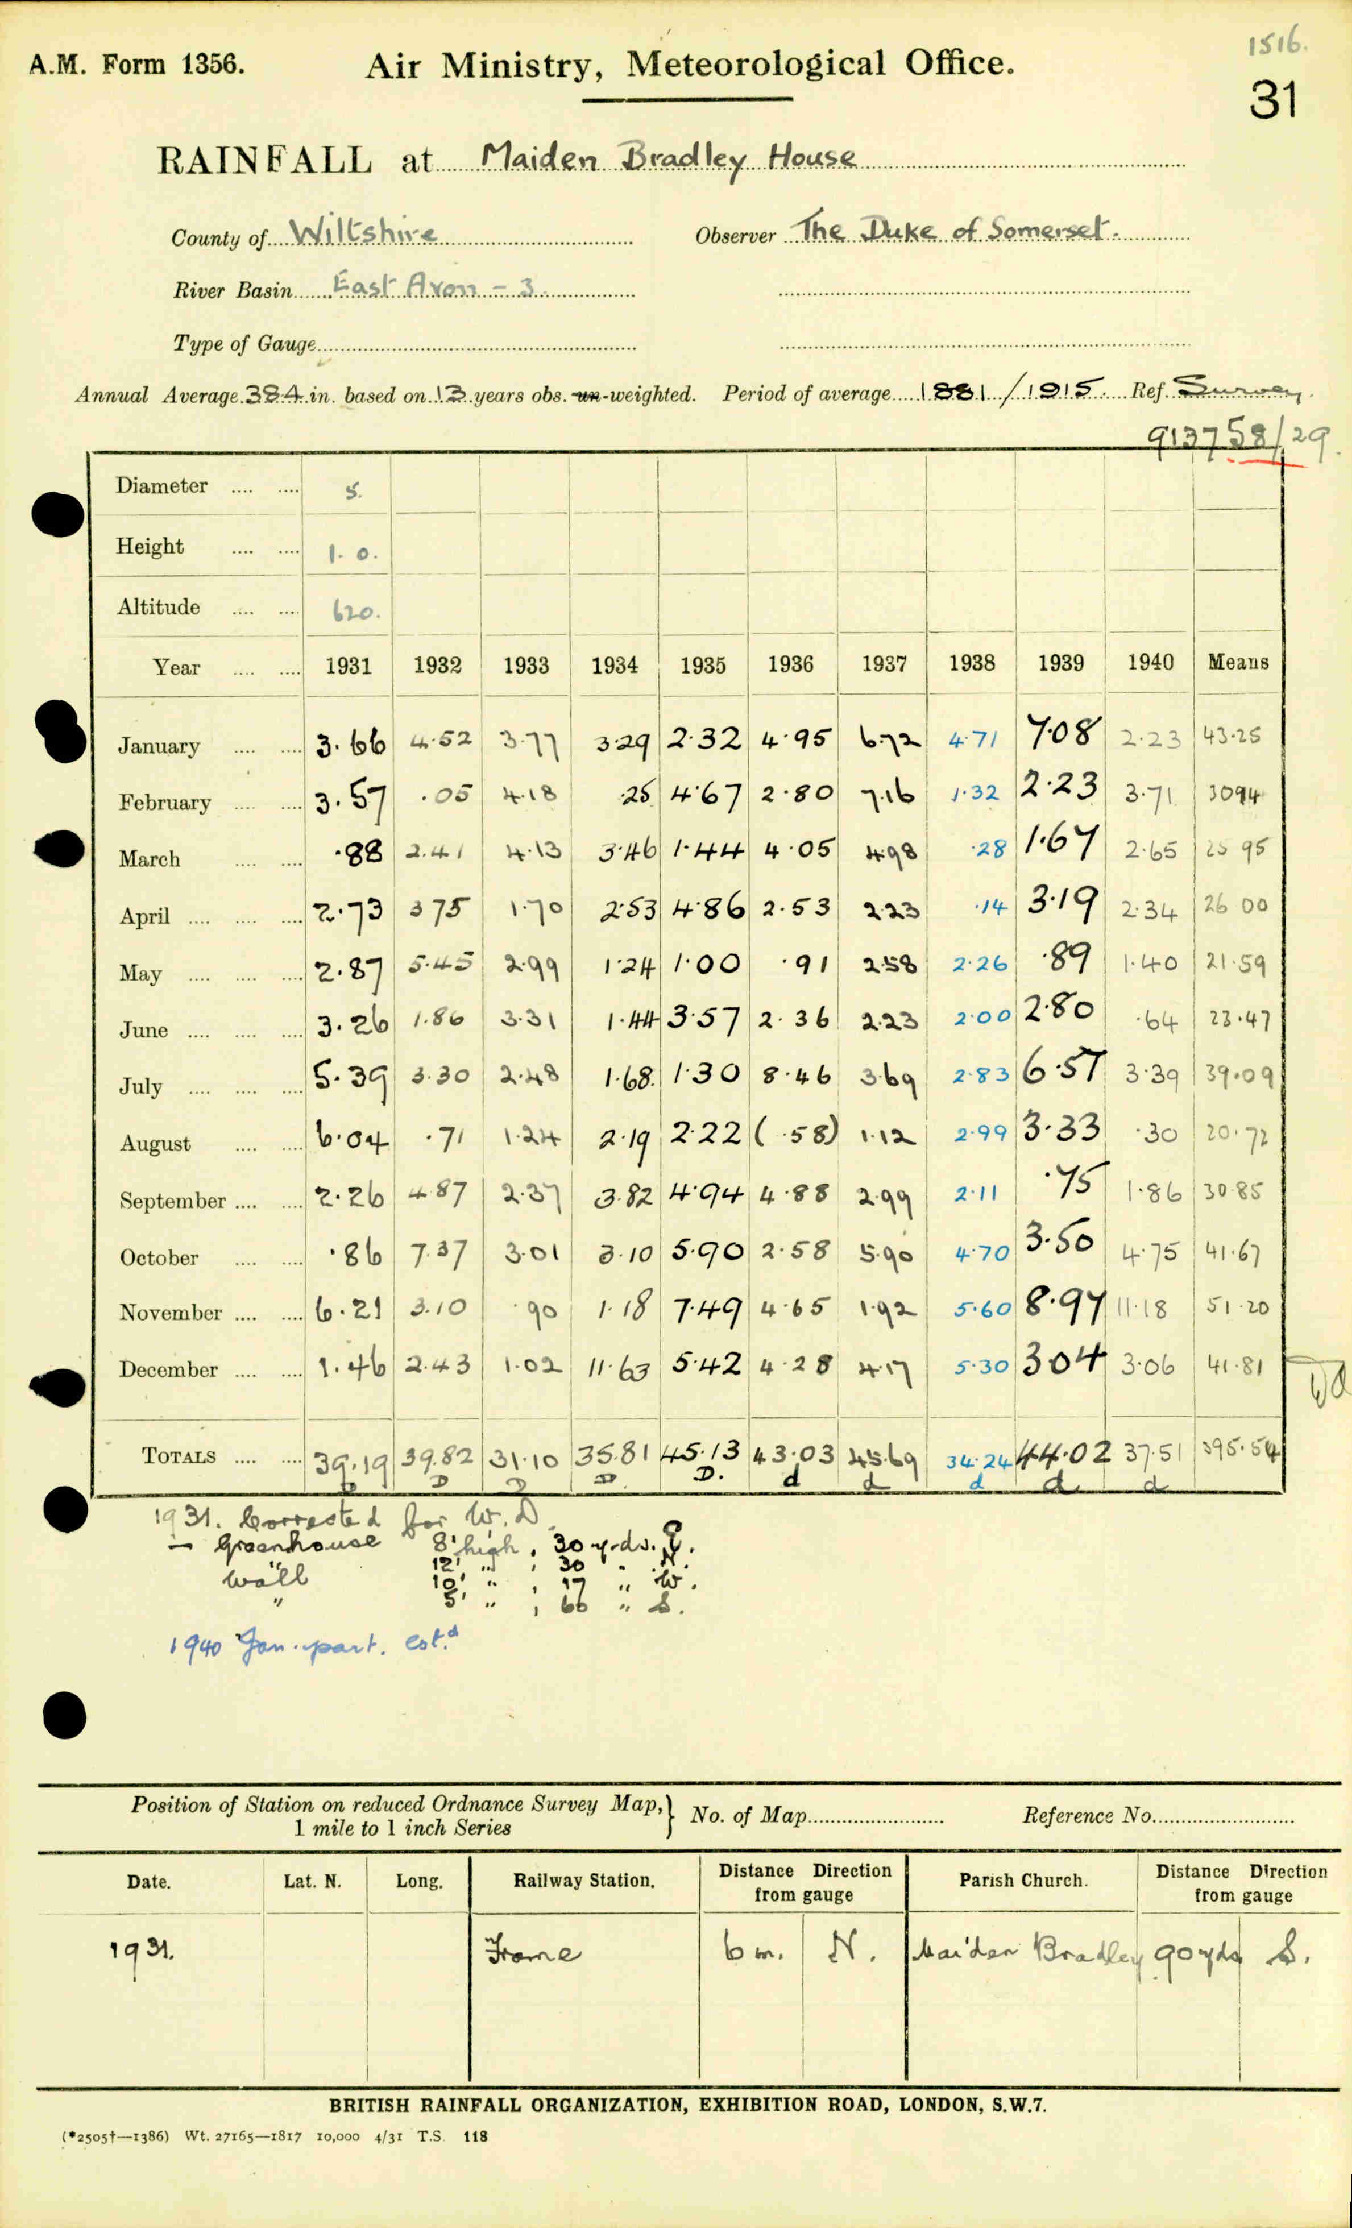 1516.
A.M. Form 1356. Air Ministry, Meteorological Office.
31
RAINFALL at Maiden Bradley House
County of Wiltshire Observer The Duke of Somerset.
River Basin East Avon - 3
Type of Gauge
Annual Average 384 in. based on 13 years obs. un-weighted. Period of average 1881/1915. Ref. Survey
913758/29.
Diameter .... .... 5.
Height .... .... 1. 0.
Altitude .... .... 620.
Year .... .... 1931 1932 1933 1934 1935 1936 1937 1938 1939 1940 Means
January .... .... 3.66 4.52 3.77 3.29 2.32 4.95 6.72 4.71 7.08 2.23 43.25
February .... .... 3.57 .05 4.18 .25 4.67 2.80 7.16 1.32 2.23 3.71 30 94
March .... .... .88 2.41 4.13 3.46 1.44 4.05 4.98 .28 1.67 2.65 25 95
April .... .... .... 2.73 3 75 1.70 2.53 4.86 2.53 2.23 .14 3.19 2.34 26 00
May .... .... .... 2.87 5.45 2.99 1.24 1.00 .91 2.58 2.26 .89 1.40 21.59
June .... .... .... 3.26 1.86 3.31 1.44 3.57 2.36 2.23 2.00 2.80 .64 23.47
July .... .... .... 5.39 3.30 2.48 1.68 1.30 8.46 3.69 2.83 6.57 3.39 39.09
August .... .... 6.04 .71 1.24 2.19 2.22 ( .58) 1.12 2.99 3.33 .30 20.72
September .... .... 2.26 4.87 2.37 3.82 4.94 4.88 2.99 2.11 .75 1.86 30.85
October .... .... .86 7.37 3.01 3.10 5.90 2.58 5.90 4.70 3.50 4.75 41.67
November .... .... 6.21 3.10 .90 1.18 7.49 4.65 1.92 5.60 8.97 11.18 51.20
December .... .... 1.46 2.43 1.02 11.63 5.42 4.28 4.17 5.30 3 04 3.06 41.81
TOTALS .... .... 39.19 39.82 31.10 35.81 45.13 43.03 45.69 34.24 44.02 37.51 395.54
D D D D. d d d d d
1931. Corrected for W.D.
- Greenhouse 8' high, 30 yds. E.
" 12' " , 30 " N.
Wall 10' " , 17 " W.
" 5' " , 60 " S.
1940 Jan. part. est.d
Position of Station on reduced Ordnance Survey Map, 1 mile to 1 inch Series } No. of Map Reference No.
Date. Lat. N. Long. Railway Station. Distance Direction from gauge Parish Church. Distance Direction from gauge
1931. Frome 6 m. N. Maiden Bradley 90 yds S.
BRITISH RAINFALL ORGANIZATION, EXHIBITION ROAD, LONDON, S.W.7.
(*2505†—1386) Wt. 27165—1817 10,000 4/31 T.S. 118